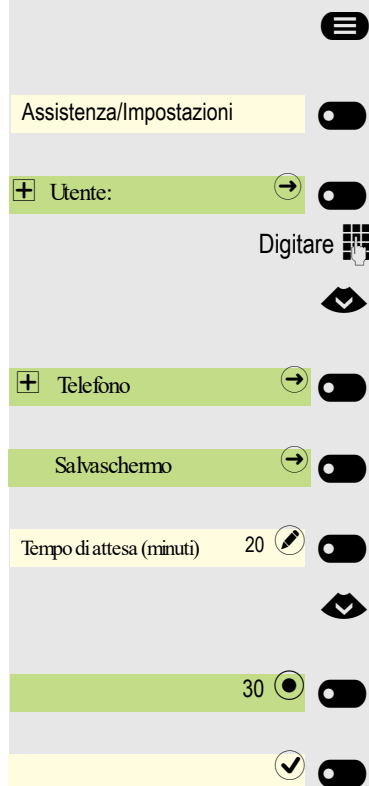 Assistenza/Impostazioni
Utente:
Digitare
Telefono
Salvaschermo
Tempo di attesa (minuti) 20
30